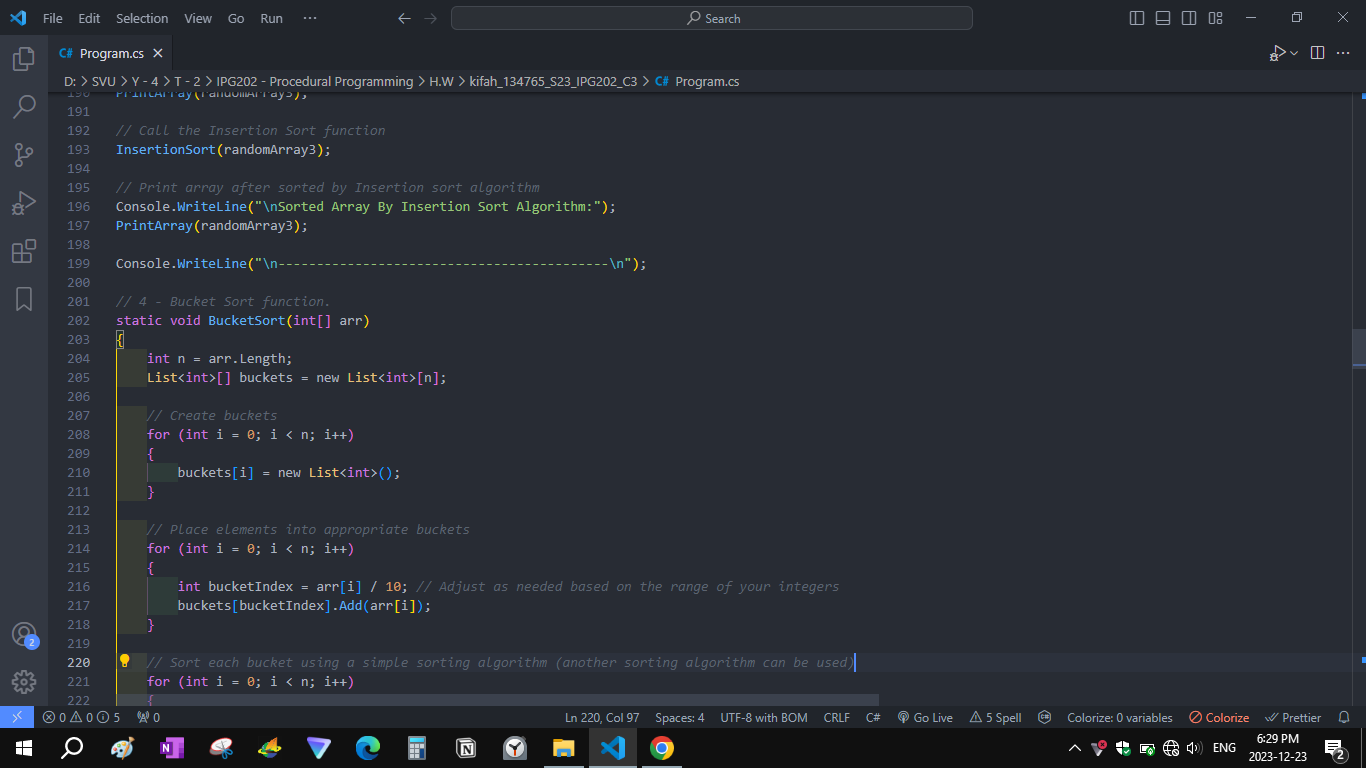 File Edit Selection View Go Run ··· Search
C# Program.cs
D: > SVU > Y - 4 > T - 2 > IPG202 - Procedural Programming > H.W > kifah_134765_S23_IPG202_C3 > C# Program.cs
190 PrintArray(randomArray3);
191
192 // Call the Insertion Sort function
193 InsertionSort(randomArray3);
194
195 // Print array after sorted by Insertion sort algorithm
196 Console.WriteLine("\nSorted Array By Insertion Sort Algorithm:");
197 PrintArray(randomArray3);
198
199 Console.WriteLine("\n-------------------------------------------\n");
200
201 // 4 - Bucket Sort function.
202 static void BucketSort(int[] arr)
203 {
204 int n = arr.Length;
205 List<int>[] buckets = new List<int>[n];
206
207 // Create buckets
208 for (int i = 0; i < n; i++)
209 {
210 buckets[i] = new List<int>();
211 }
212
213 // Place elements into appropriate buckets
214 for (int i = 0; i < n; i++)
215 {
216 int bucketIndex = arr[i] / 10; // Adjust as needed based on the range of your integers
217 buckets[bucketIndex].Add(arr[i]);
218 }
219
220 // Sort each bucket using a simple sorting algorithm (another sorting algorithm can be used)
221 for (int i = 0; i < n; i++)
222 {
2
0 0 5 0 Ln 220, Col 97 Spaces: 4 UTF-8 with BOM CRLF C# Go Live 5 Spell Colorize: 0 variables Colorize Prettier
ENG 6:29 PM
2023-12-23 2